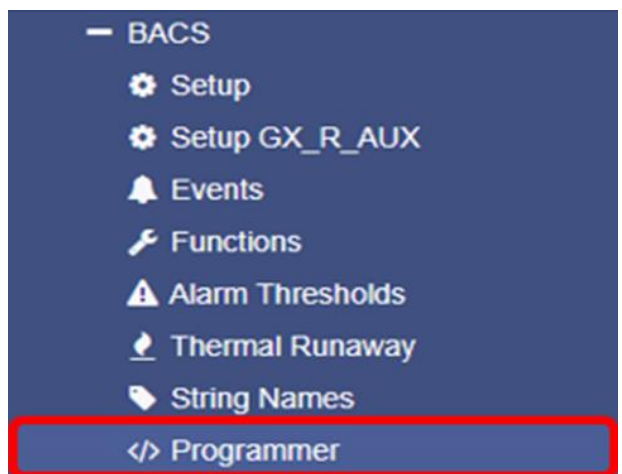 BACS
Setup
Setup GX_R_AUX
Events
Functions
Alarm Thresholds
Thermal Runaway
String Names
Programmer